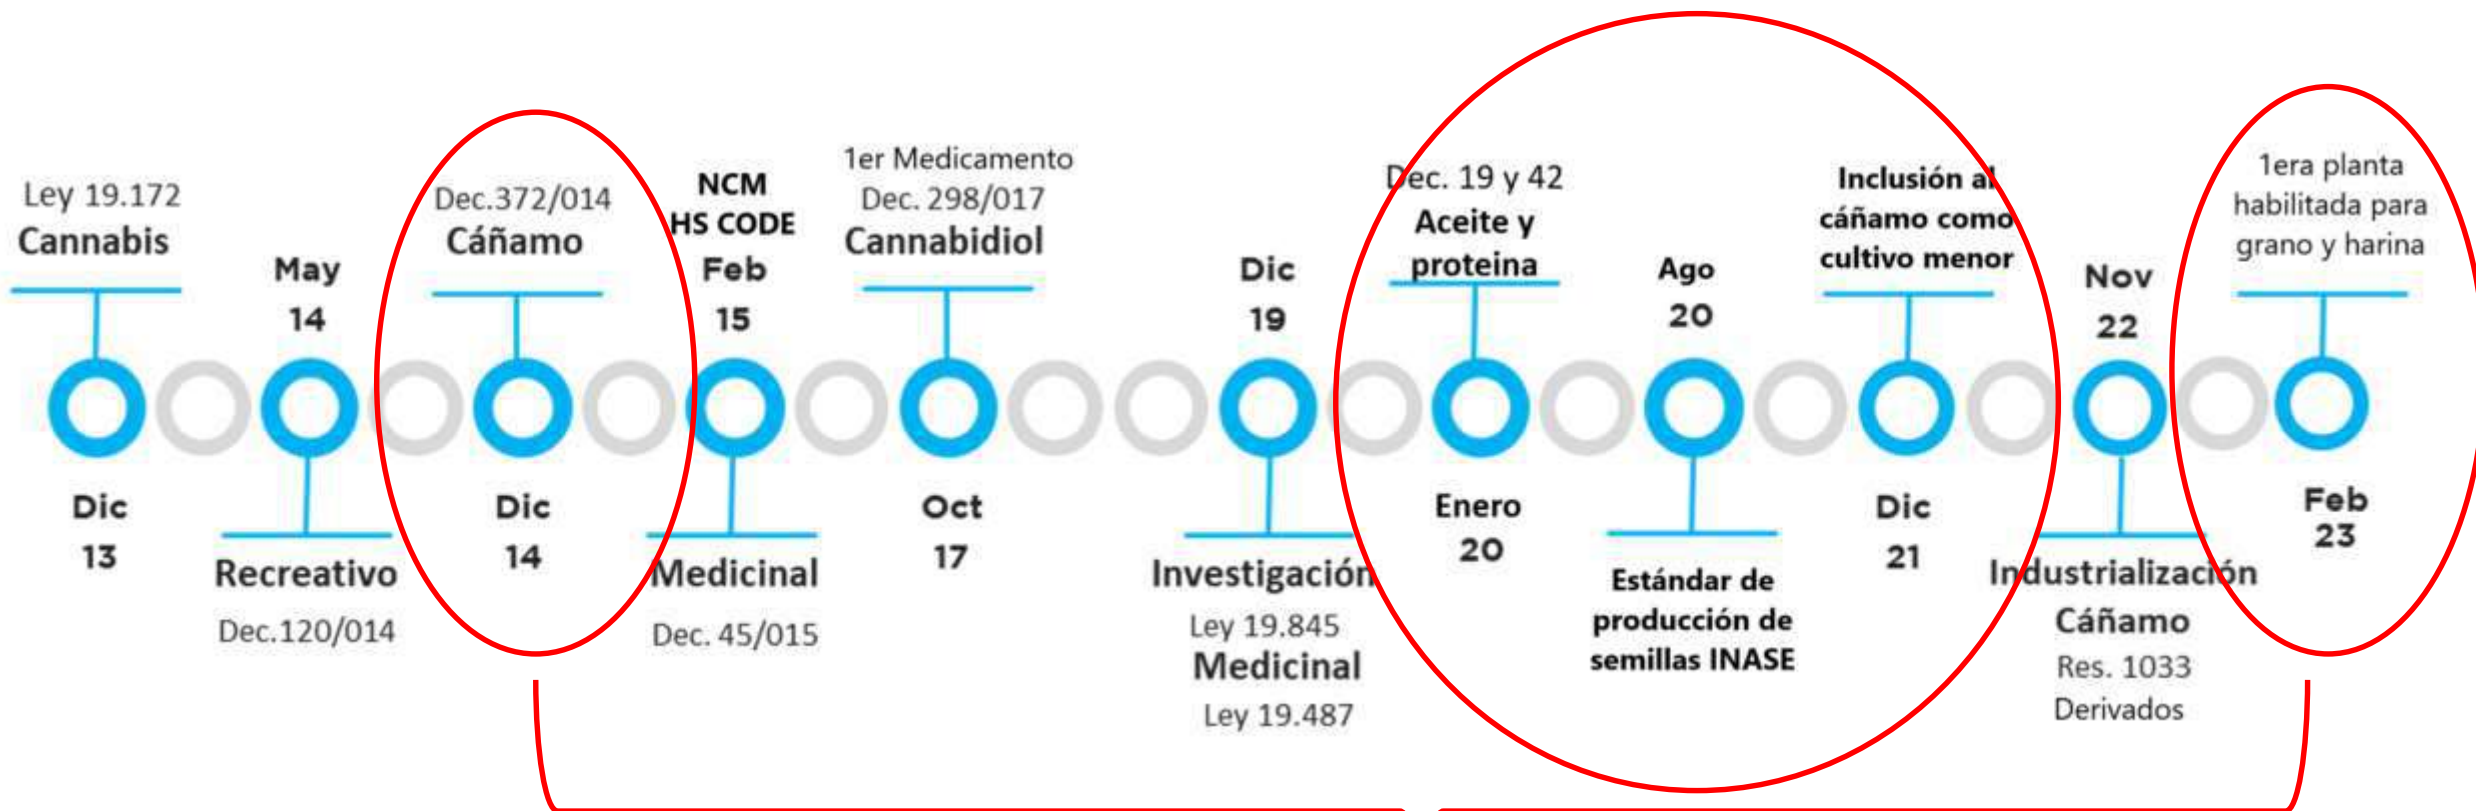 Ley 19.172
Cannabis
Dic
13
May
14
Recreativo
Dec.120/014
Dec.372/014
Cáñamo
Dic
14
NCM
HS CODE
Feb
15
Medicinal
Dec. 45/015
1er Medicamento
Dec. 298/017
Cannabidiol
Oct
17
Dic
19
Investigación
Ley 19.845
Medicinal
Ley 19.487
Dec. 19 y 42
Aceite y
proteina
Enero
20
Ago
20
Estándar de
producción de
semillas INASE
Inclusión al
cáñamo como
cultivo menor
Dic
21
Nov
22
Industrialización
Cáñamo
Res. 1033
Derivados
1era planta
habilitada para
grano y harina
Feb
23